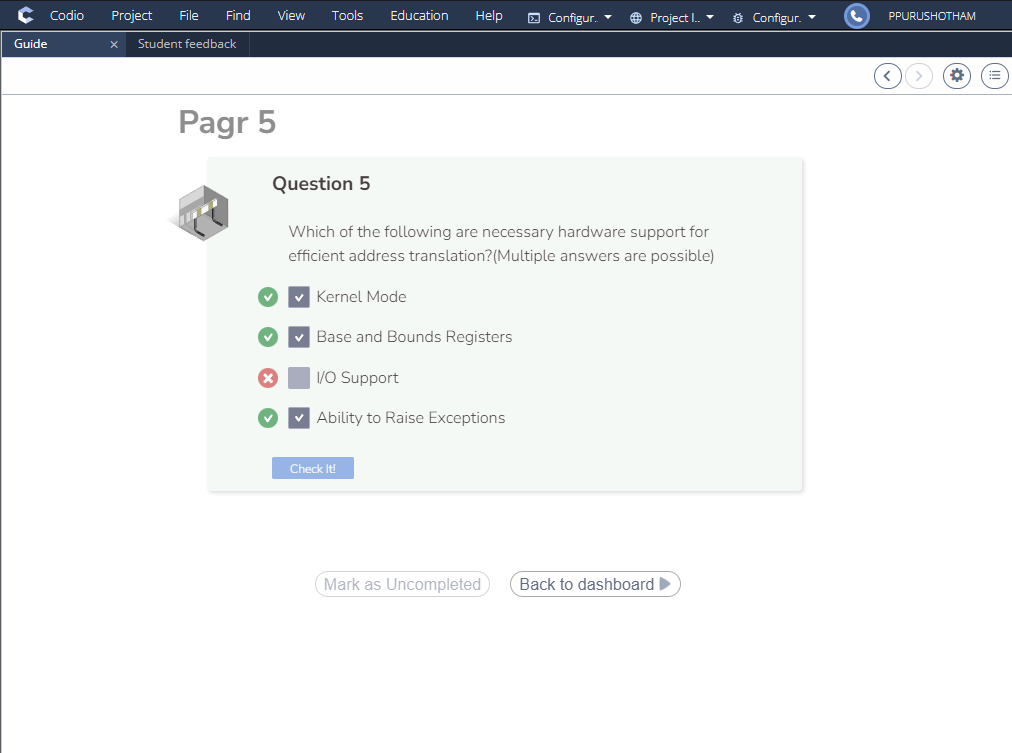 Codio Project File Find View Tools Education Help Configur.. Project I.. Configur. PPURUSHOTHAM
Guide Student feedback
Pagr 5
Question 5
Which of the following are necessary hardware support for
efficient address translation?(Multiple answers are possible)
Kernel Mode
Base and Bounds Registers
I/O Support
Ability to Raise Exceptions
Check It!
Mark as Uncompleted Back to dashboard